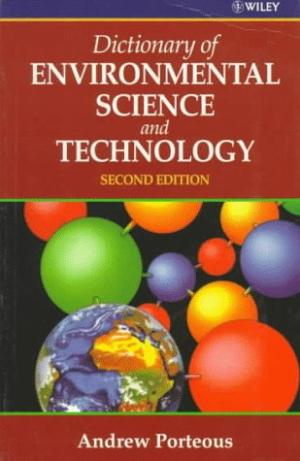 WILEY
Dictionary of
ENVIRONMENTAL
SCIENCE
and
TECHNOLOGY
SECOND EDITION
Andrew Porteous